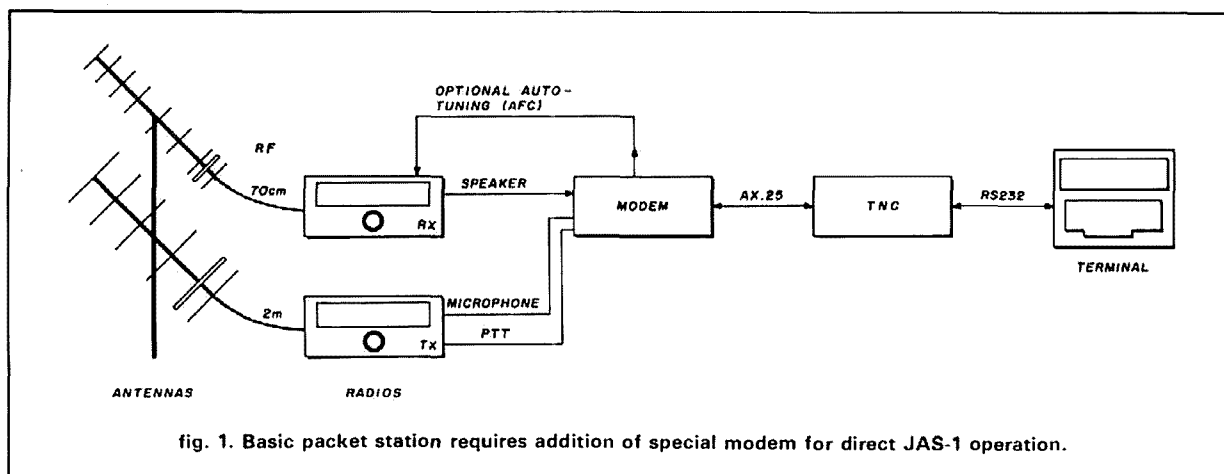 OPTIONAL AUTO-
TUNING (AFC)
RF
70cm
SPEAKER
RX
MODEM
AX.25
TNC
RS232
TERMINAL
2m
MICROPHONE
PTT
TX
ANTENNAS
RADIOS
fig. 1. Basic packet station requires addition of special modem for direct JAS-1 operation.